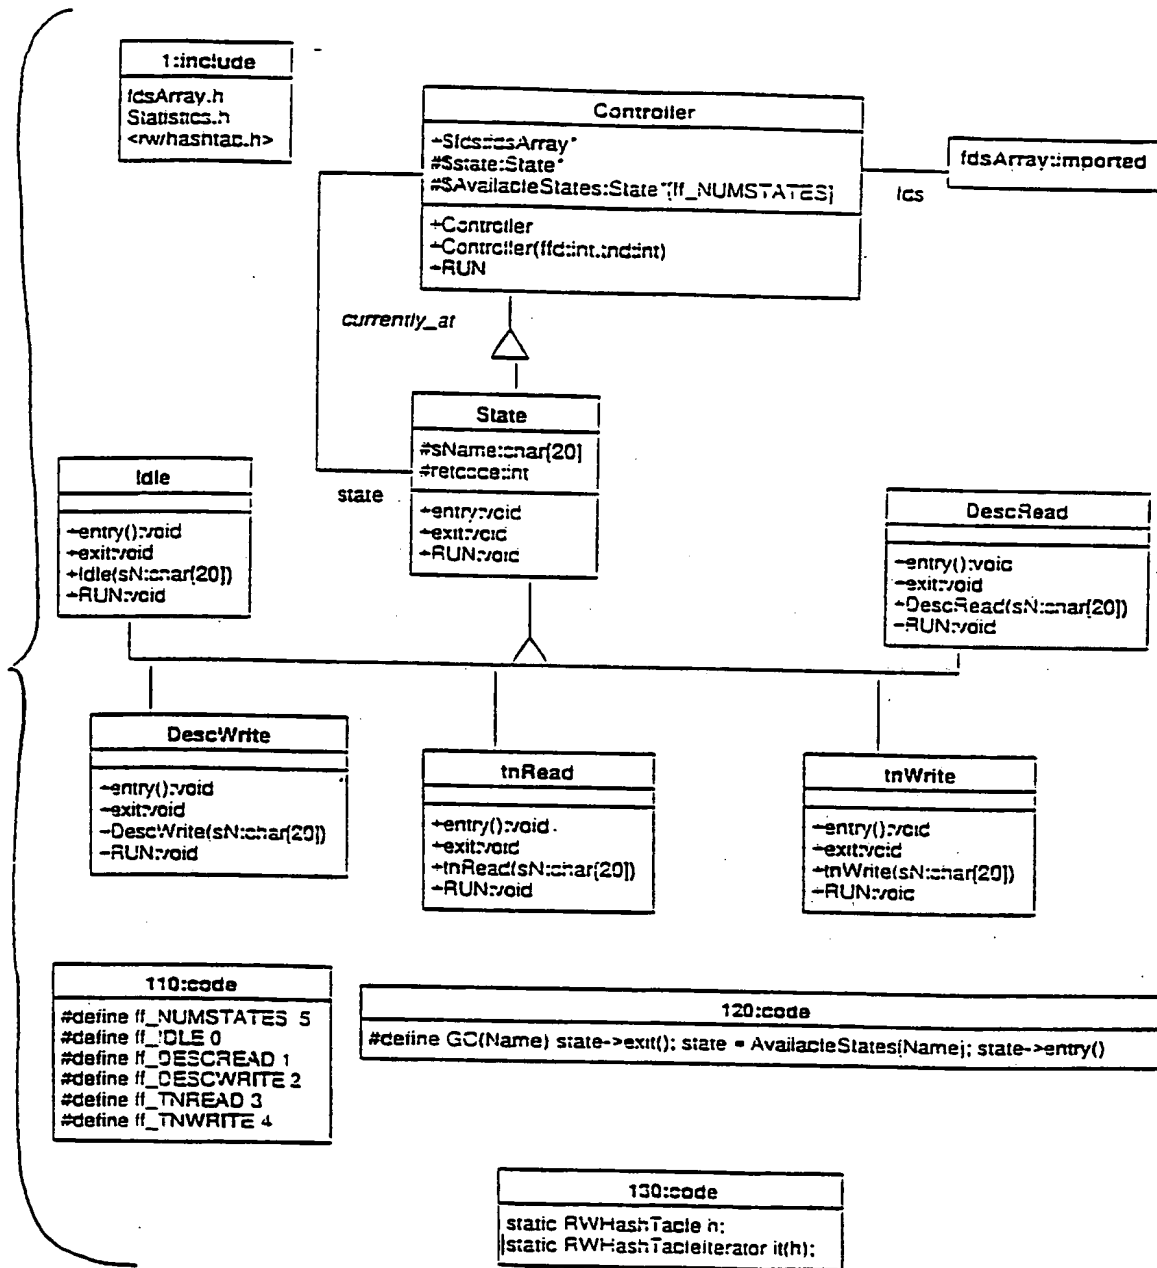 1:include
fdsArray.h
Statistics.h
<rw/hashtab.h>
Controller
+$fds:fdsArray*
#$state:State*
#$AvailableStates:State*[ff_NUMSTATES]
+Controller
+Controller(ffd:int,tnd:int)
+RUN
fdsArray:imported
fds
currently_at
State
#sName:char[20]
#retcode:int
+entry:void
+exit:void
+RUN:void
state
Idle
+entry():void
+exit:void
+Idle(sN:char[20])
+RUN:void
DescRead
+entry():void
+exit:void
+DescRead(sN:char[20])
+RUN:void
DescWrite
+entry():void
+exit:void
+DescWrite(sN:char[20])
+RUN:void
tnRead
+entry():void
+exit:void
+tnRead(sN:char[20])
+RUN:void
tnWrite
+entry():void
+exit:void
+tnWrite(sN:char[20])
+RUN:void
110:code
#define ff_NUMSTATES 5
#define ff_IDLE 0
#define ff_DESCREAD 1
#define ff_DESCWRITE 2
#define ff_TNREAD 3
#define ff_TNWRITE 4
120:code
#define GO(Name) state->exit(); state = AvailableStates[Name]; state->entry()
130:code
static RWHashTable h;
static RWHashTableIterator it(h);